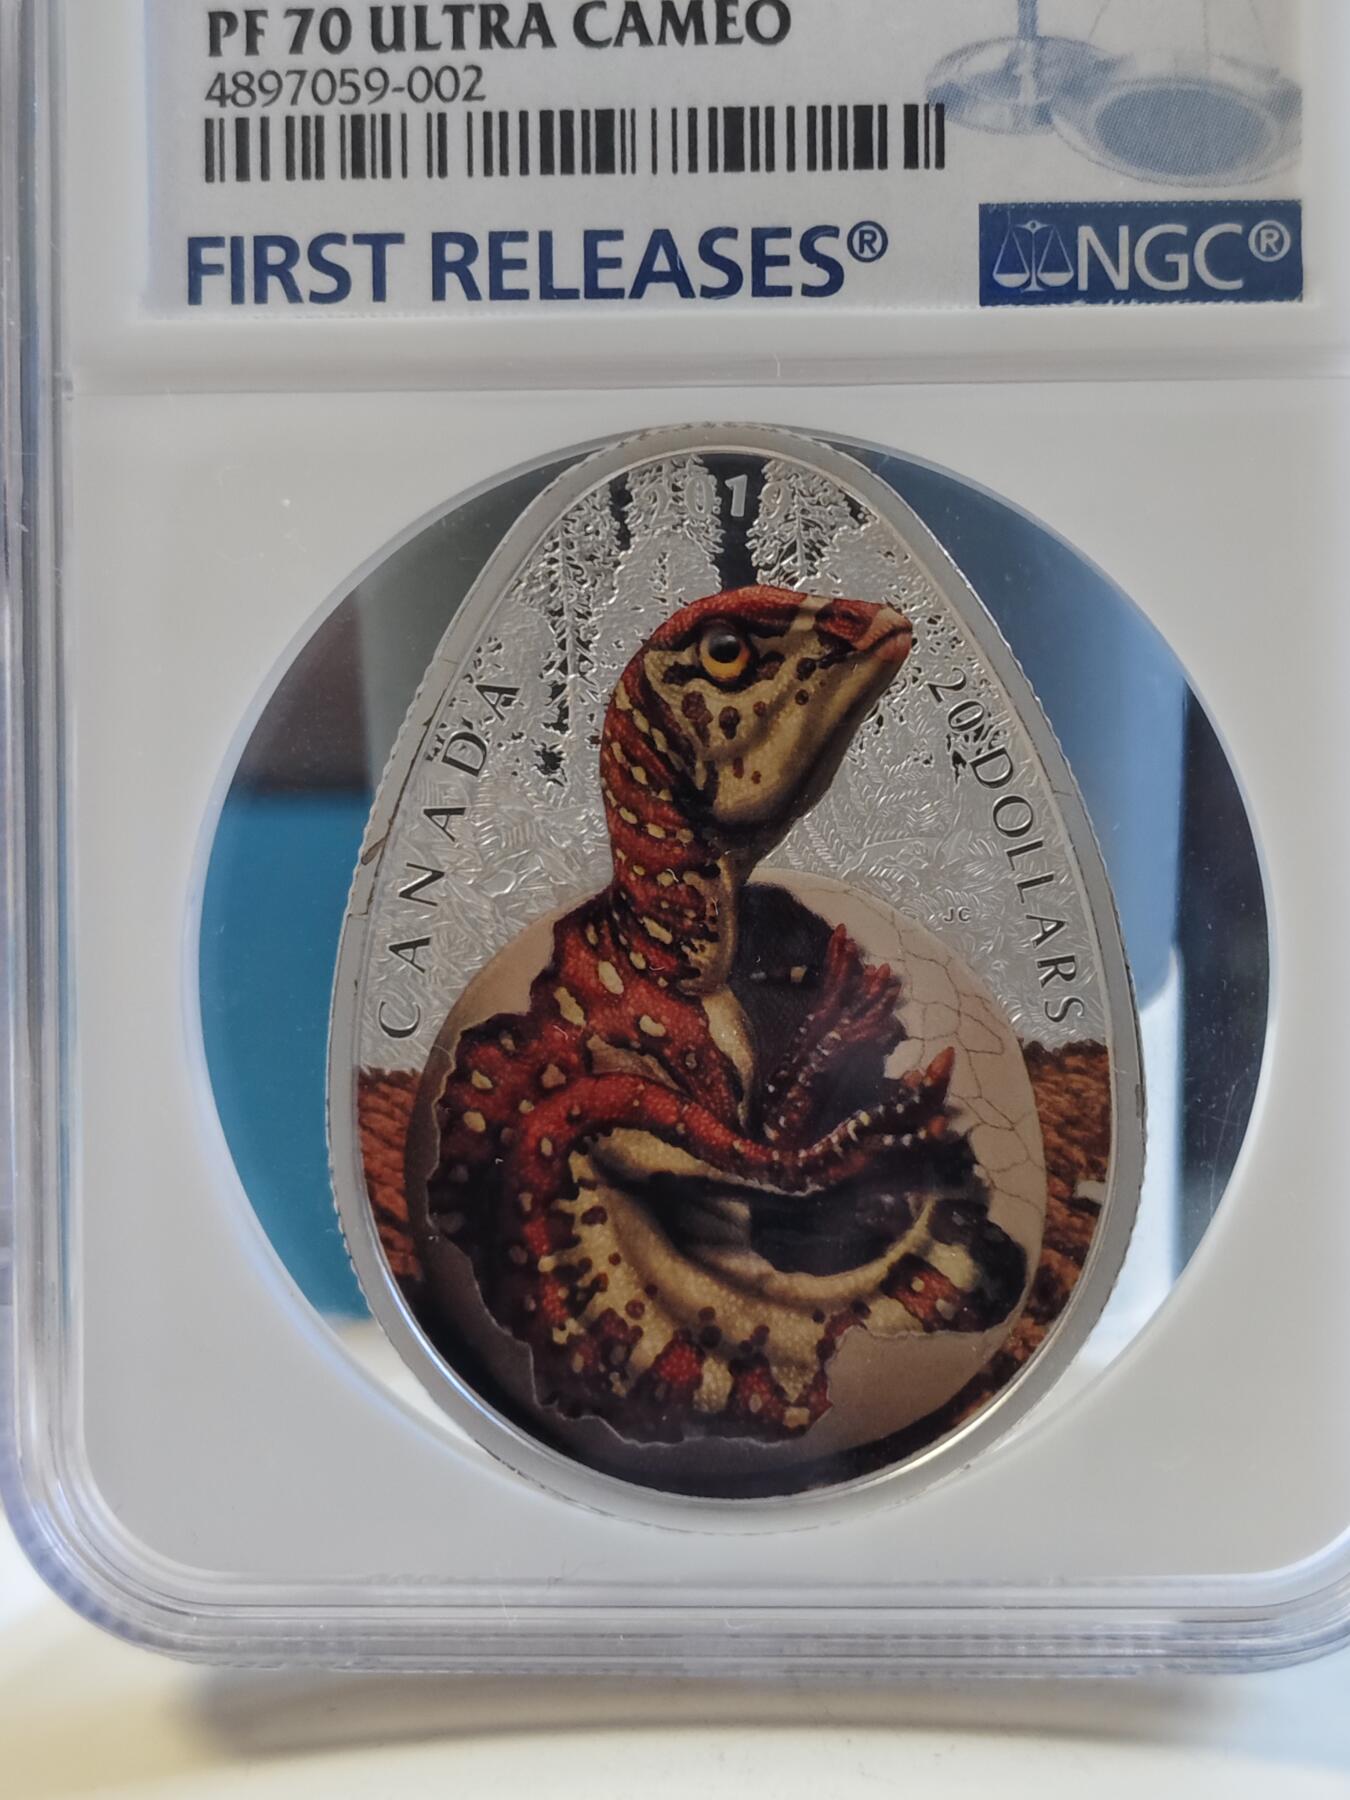 PF 70 ULTRA CAMEO
4897059-002
FIRST RELEASES®
NGC®
2019
CANADA
20 DOLLARS
JC